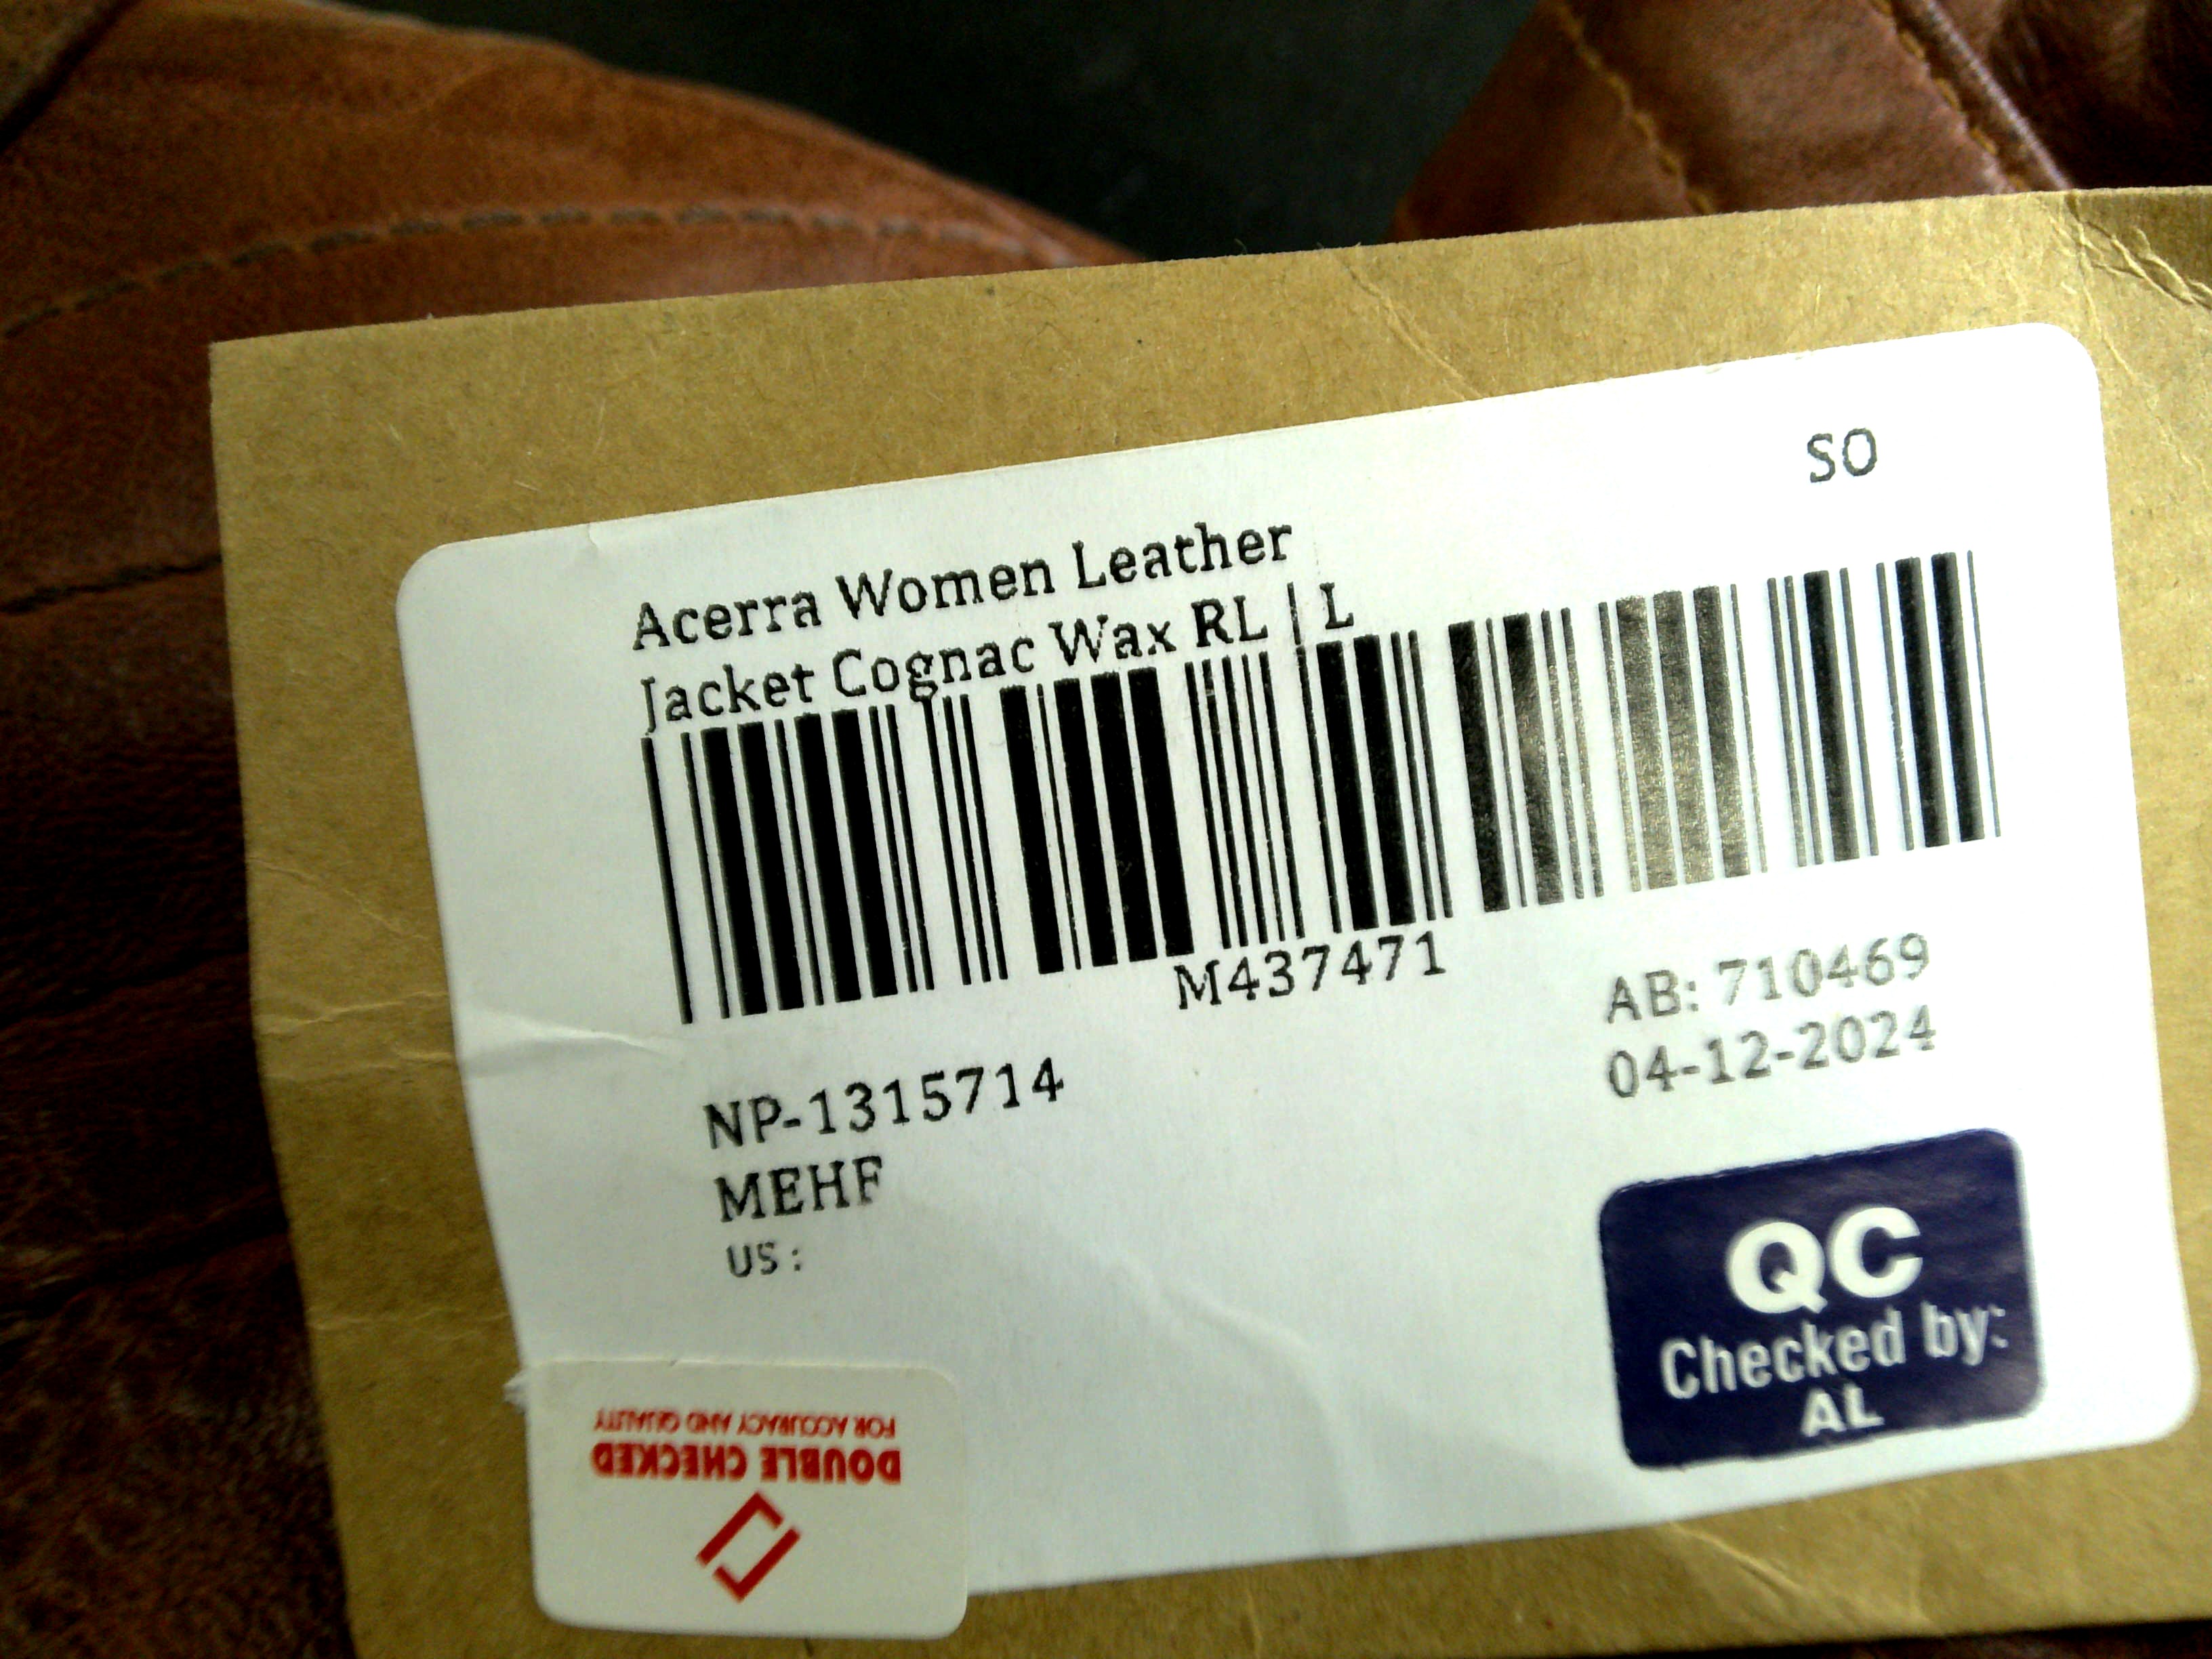 SO
Acerra Women Leather
Jacket Cognac Wax RL | L
M437471
AB: 710469
04-12-2024
NP-1315714
MEHF
US :
QC
Checked by:
AL
DOUBLE CHECKED
FOR ACCURACY AND QUALITY